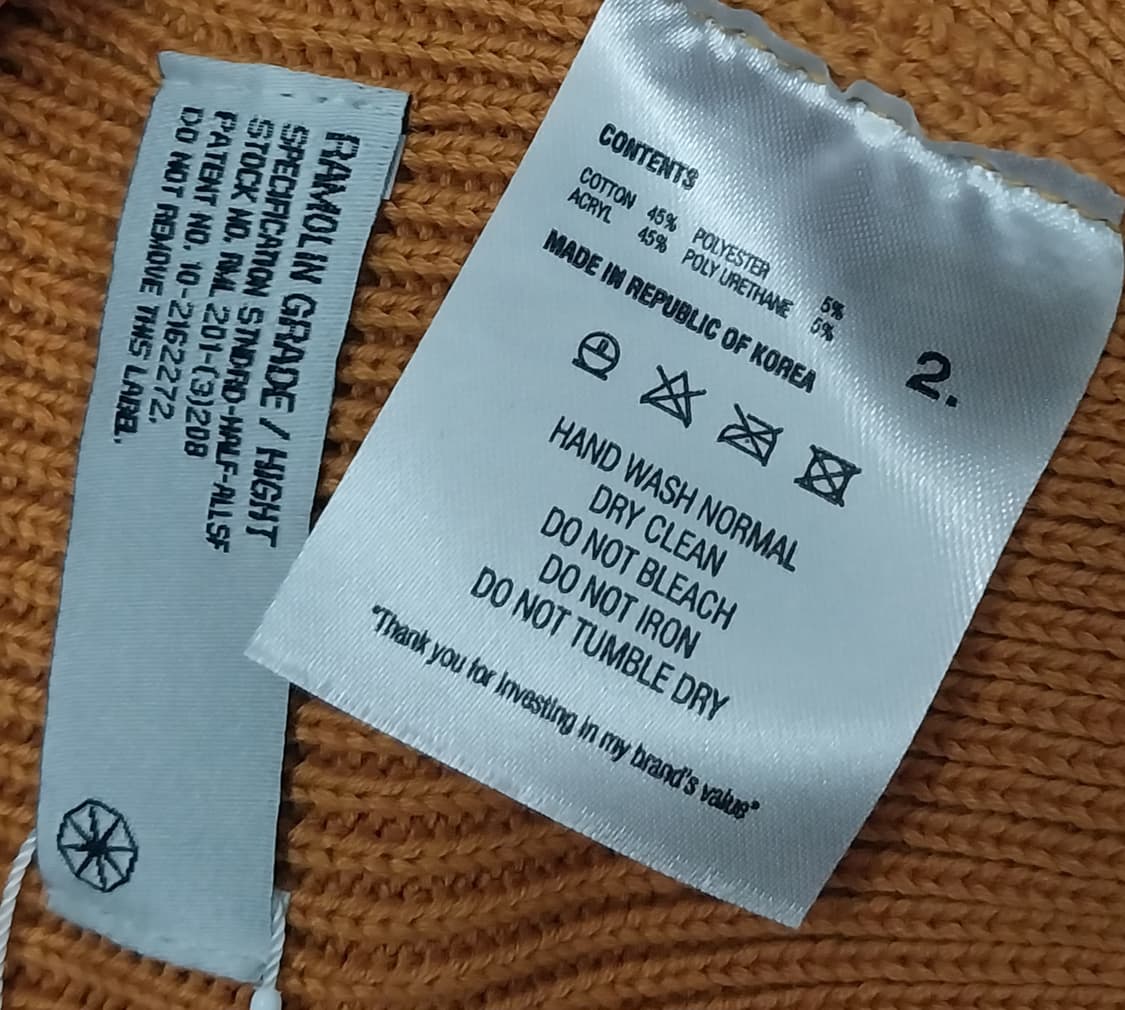 RAMOLIN GRADE / HIGHT
SPECIFICATION STNDRD-HALF-ALLSF
STOCK NO. RML 201-(3)208
PATENT NO. 10-2162272.
DO NOT REMOVE THIS LABEL.
CONTENTS
COTTON 45% POLYESTER 5%
ACRYL 45% POLY URETHANE 5%
MADE IN REPUBLIC OF KOREA
2.
HAND WASH NORMAL
DRY CLEAN
DO NOT BLEACH
DO NOT IRON
DO NOT TUMBLE DRY
"Thank you for investing in my brand's value"